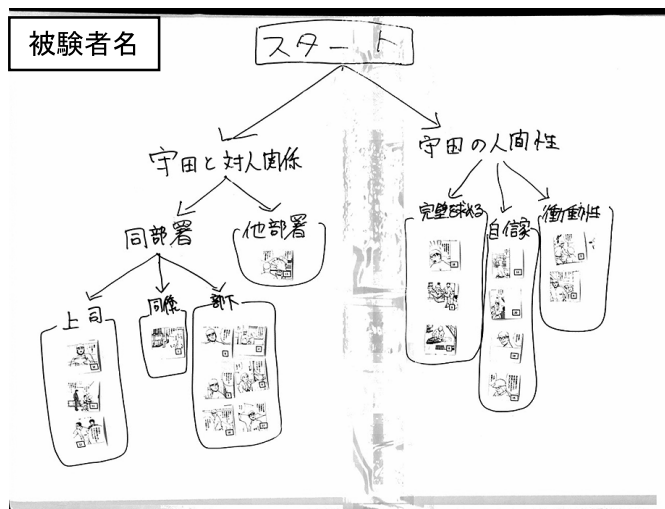 被験者名
スタート
守田と対人関係
守田の人間性
同部署
他部署
完璧を求める
自信家
衝動性
上司
同僚
部下